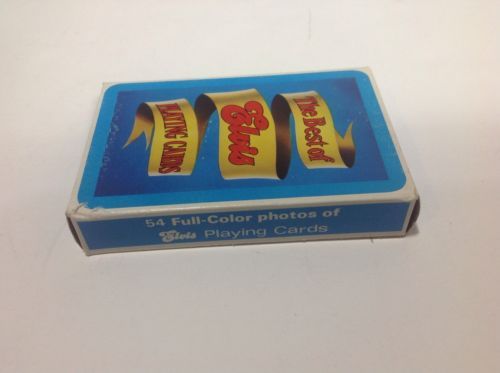 The Best of
Elvis
PLAYING CARDS
54 Full-Color photos of
Elvis Playing Cards